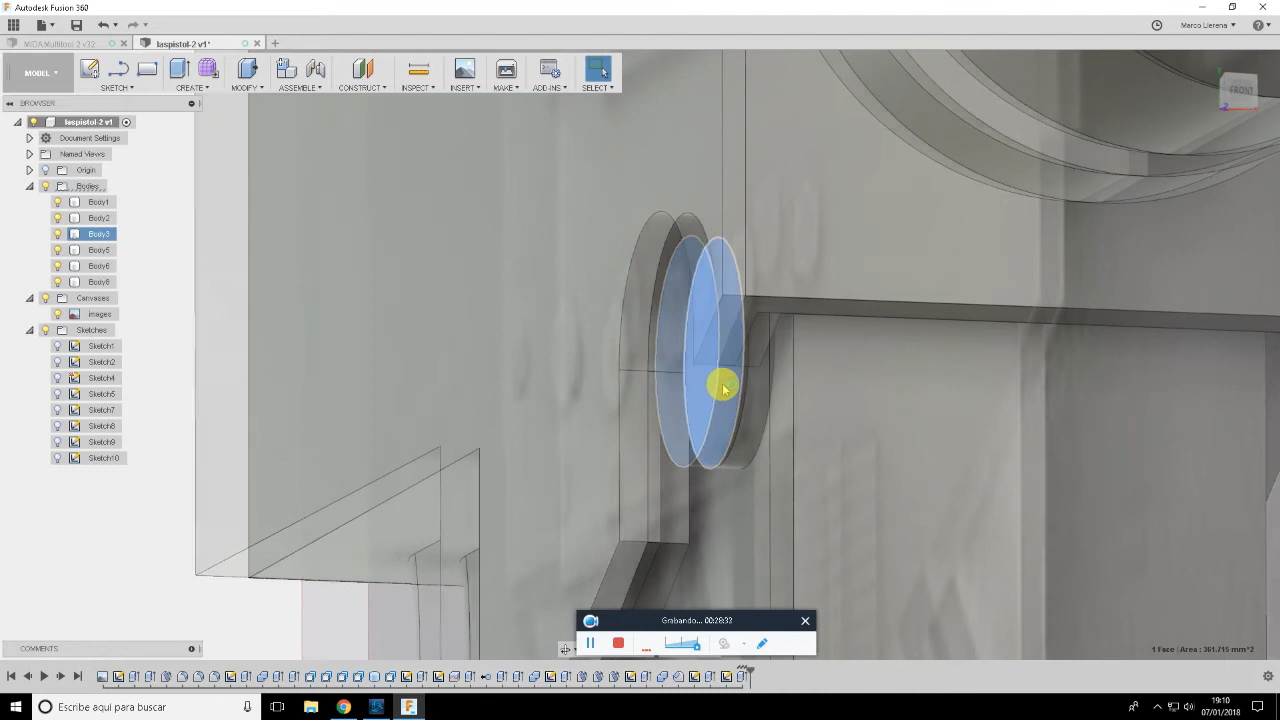 Autodesk Fusion 360
MIDAMultitool 2 v32
laspistol-2 v1*
Marco Llerena
MODEL
SKETCH
CREATE
MODIFY
ASSEMBLE
CONSTRUCT
INSPECT
INSERT
MAKE
ADD-INS
SELECT
BROWSER
FRONT
laspistol-2 v1
Document Settings
Named Views
Origin
Bodies
Body1
Body2
Body3
Body5
Body6
Body8
Canvases
images
Sketches
Sketch1
Sketch2
Sketch4
Sketch5
Sketch7
Sketch8
Sketch9
Sketch10
Grabando... 00:28:33
COMMENTS
1 Face | Area : 361.715 mm^2
Escribe aquí para buscar
19:10
07/01/2018